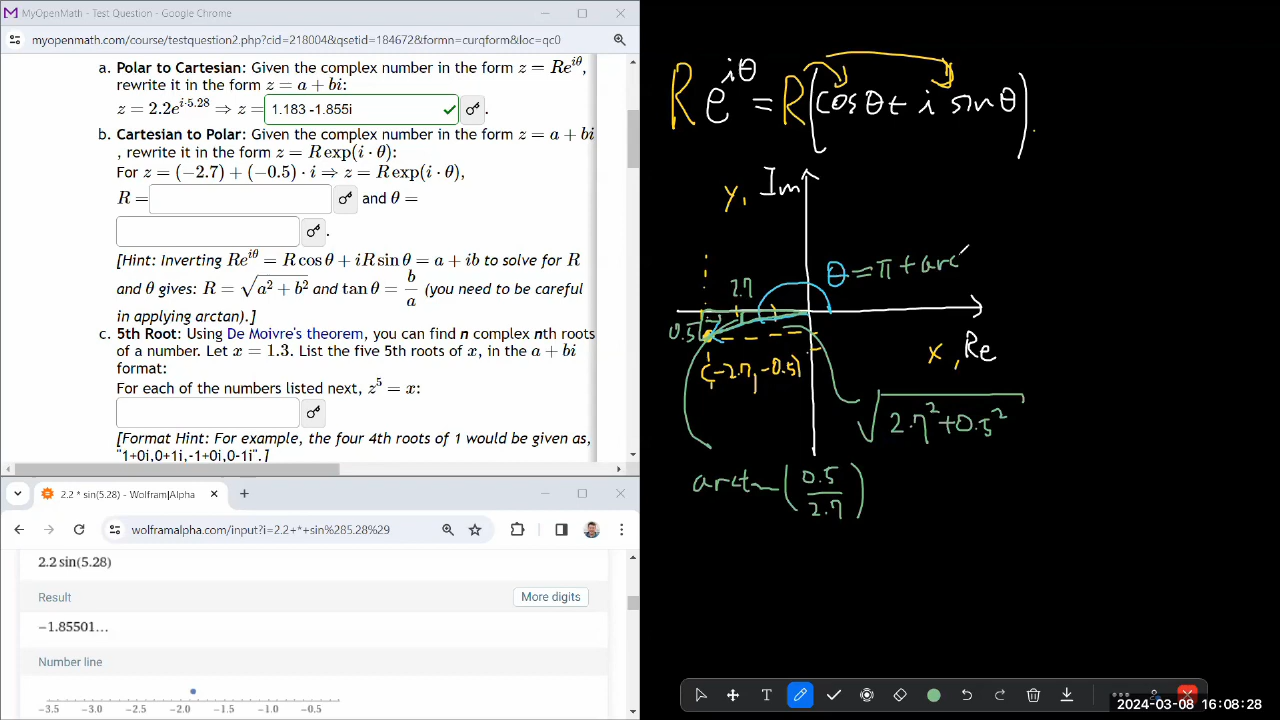 MyOpenMath - Test Question - Google Chrome
myopenmath.com/course/testquestion2.php?cid=218004&qsetid=184672&formn=curqform&loc=qc0
a. Polar to Cartesian: Given the complex number in the form z = Re^{iθ},
rewrite it in the form z = a + bi:
z = 2.2e^{i·5.28} ⇒ z = 1.183 -1.855i .
b. Cartesian to Polar: Given the complex number in the form z = a + bi
, rewrite it in the form z = R exp(i · θ):
For z = (−2.7) + (−0.5) · i ⇒ z = R exp(i · θ),
R = and θ =
.
[Hint: Inverting Re^{iθ} = R cos θ + iR sin θ = a + ib to solve for R
and θ gives: R = √(a² + b²) and tan θ = b/a (you need to be careful
in applying arctan).]
c. 5th Root: Using De Moivre's theorem, you can find n complex nth roots
of a number. Let x = 1.3. List the five 5th roots of x, in the a + bi
format:
For each of the numbers listed next, z⁵ = x:
[Format Hint: For example, the four 4th roots of 1 would be given as,
"1+0i,0+1i,-1+0i,0-1i".]
2.2 * sin(5.28) - Wolfram|Alpha
wolframalpha.com/input?i=2.2+*+sin%285.28%29
2.2 sin(5.28)
Result
More digits
−1.85501...
Number line
−3.5 −3.0 −2.5 −2.0 −1.5 −1.0 −0.5
Re^{iθ} = R(cosθ + i sinθ).
y, Im
θ = π + arc
2.7
0.5
(−2.7, −0.5)
x, Re
√(2.7² + 0.5²)
arctan(0.5/2.7)
T
2024-03-08 16:08:28